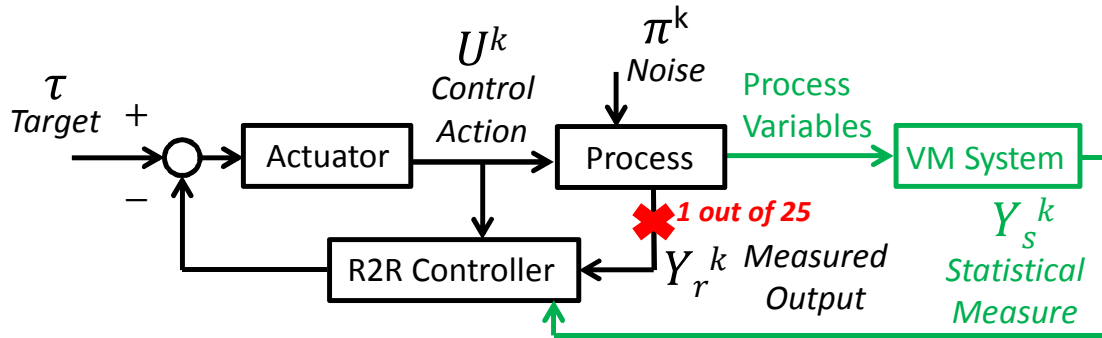 τ
Target
+
−
Actuator
U^k
Control
Action
π^k
Noise
Process
Process
Variables
VM System
1 out of 25
R2R Controller
Y_r^k
Measured
Output
Y_s^k
Statistical
Measure